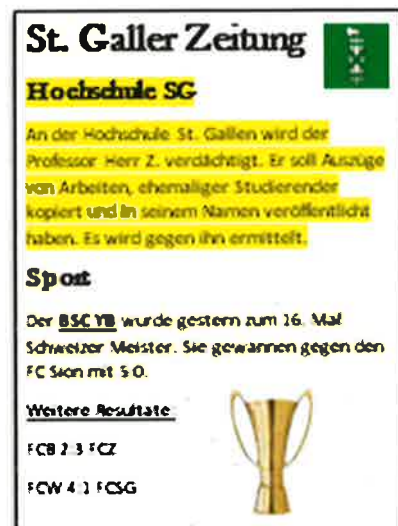 St. Galler Zeitung
Hochschule SG
An der Hochschule St. Gallen wird der
Professor Herr Z. verdächtigt. Er soll Auszüge
von Arbeiten, ehemaliger Studierender
kopiert und in seinem Namen veröffentlicht
haben. Es wird gegen ihn ermittelt.
Sport
Der BSC YB wurde gestern zum 16. Mal
Schweizer Meister. Sie gewannen gegen den
FC Sion mit 5:0.
Weitere Resultate
FCB 2:3 FCZ
FCW 4:1 FCSG